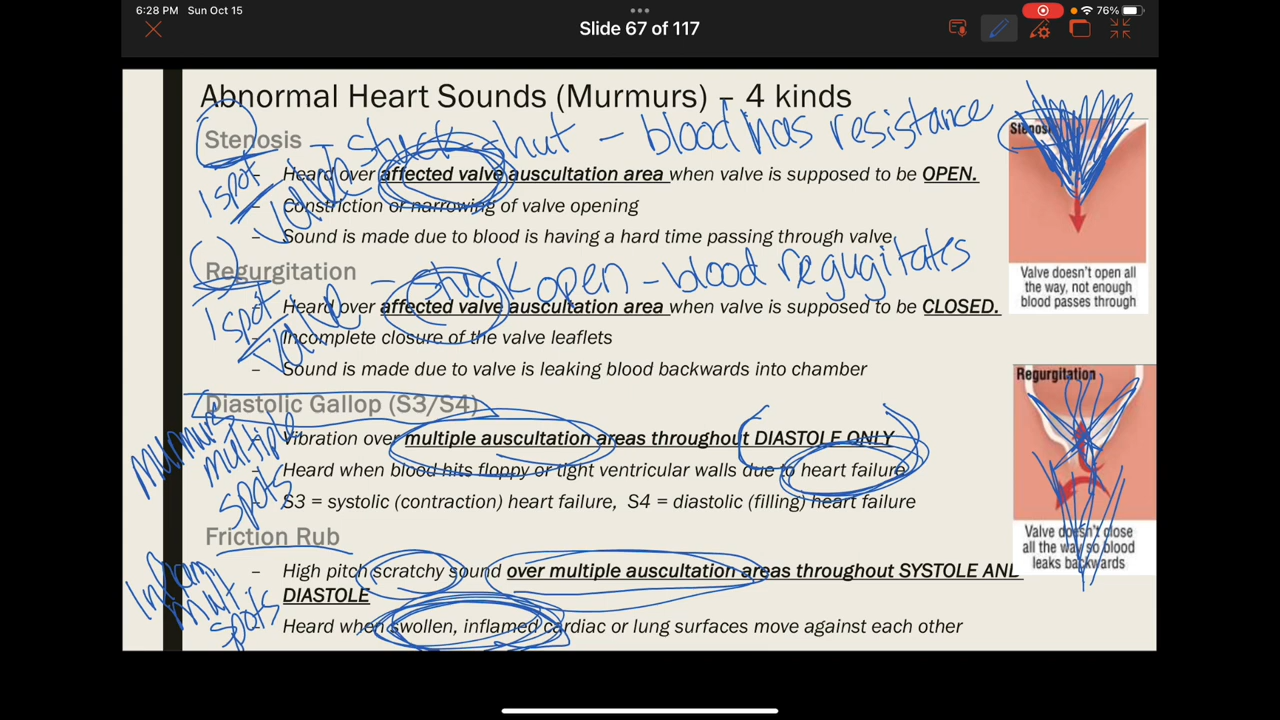 6:28 PM Sun Oct 15
76%
Slide 67 of 117
Abnormal Heart Sounds (Murmurs) – 4 kinds
Stenosis
valve stuck shut – blood has resistance
1 spot
– Heard over affected valve auscultation area when valve is supposed to be OPEN.
– Constriction or narrowing of valve opening
– Sound is made due to blood is having a hard time passing through valve
Regurgitation
valve – stuck open – blood regugitates
1 spot
– Heard over affected valve auscultation area when valve is supposed to be CLOSED.
– Incomplete closure of the valve leaflets
– Sound is made due to valve is leaking blood backwards into chamber
Diastolic Gallop (S3/S4)
murmurs
multiple
spots
– Vibration over multiple auscultation areas throughout DIASTOLE ONLY
– Heard when blood hits floppy or tight ventricular walls due to heart failure
– S3 = systolic (contraction) heart failure, S4 = diastolic (filling) heart failure
Friction Rub
Inflam
mult
spots
– High pitch scratchy sound over multiple auscultation areas throughout SYSTOLE AND
DIASTOLE
– Heard when swollen, inflamed cardiac or lung surfaces move against each other
Stenosis
Valve doesn't open all
the way, not enough
blood passes through
Regurgitation
Valve doesn't close
all the way so blood
leaks backwards